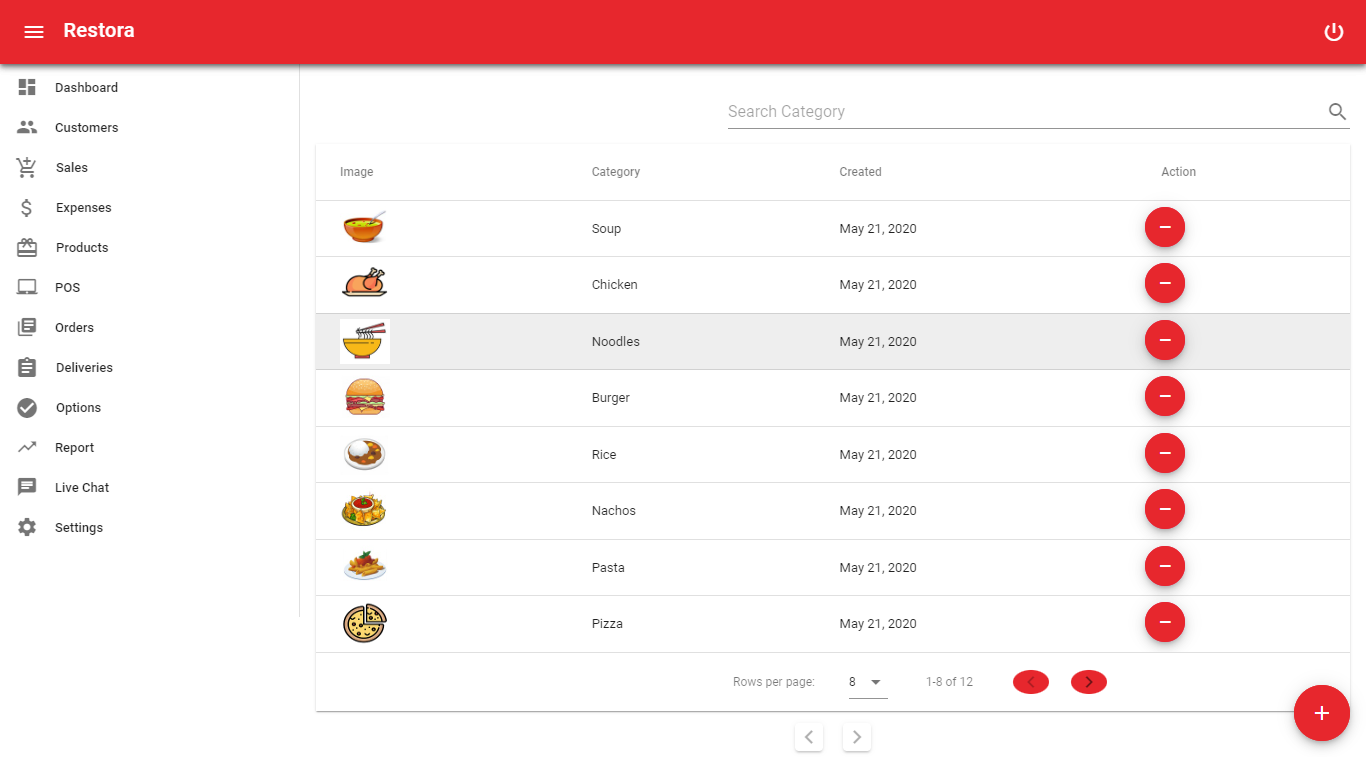 Restora
Dashboard
Customers
Sales
Expenses
Products
POS
Orders
Deliveries
Options
Report
Live Chat
Settings
Search Category
Image Category Created Action
Soup May 21, 2020
Chicken May 21, 2020
Noodles May 21, 2020
Burger May 21, 2020
Rice May 21, 2020
Nachos May 21, 2020
Pasta May 21, 2020
Pizza May 21, 2020
Rows per page: 8 1-8 of 12